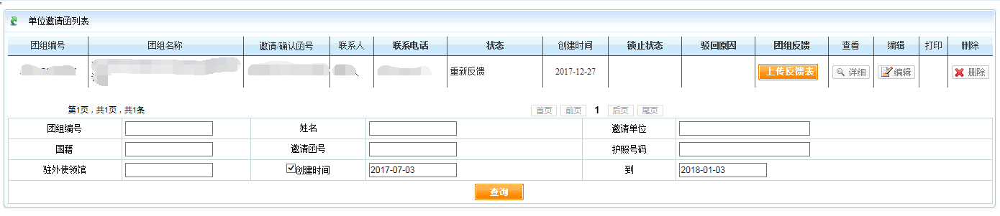 单位邀请函列表
团组编号 团组名称 邀请/确认函号 联系人 联系电话 状态 创建时间 锁止状态 驳回原因 团组反馈 查看 编辑 打印 删除
重新反馈 2017-12-27 上传反馈表 详细 编辑 删除
第1页，共1页，共1条 首页 前页 1 后页 尾页
团组编号 姓名 邀请单位
国籍 邀请函号 护照号码
驻外使领馆 创建时间 2017-07-03 到 2018-01-03
查询